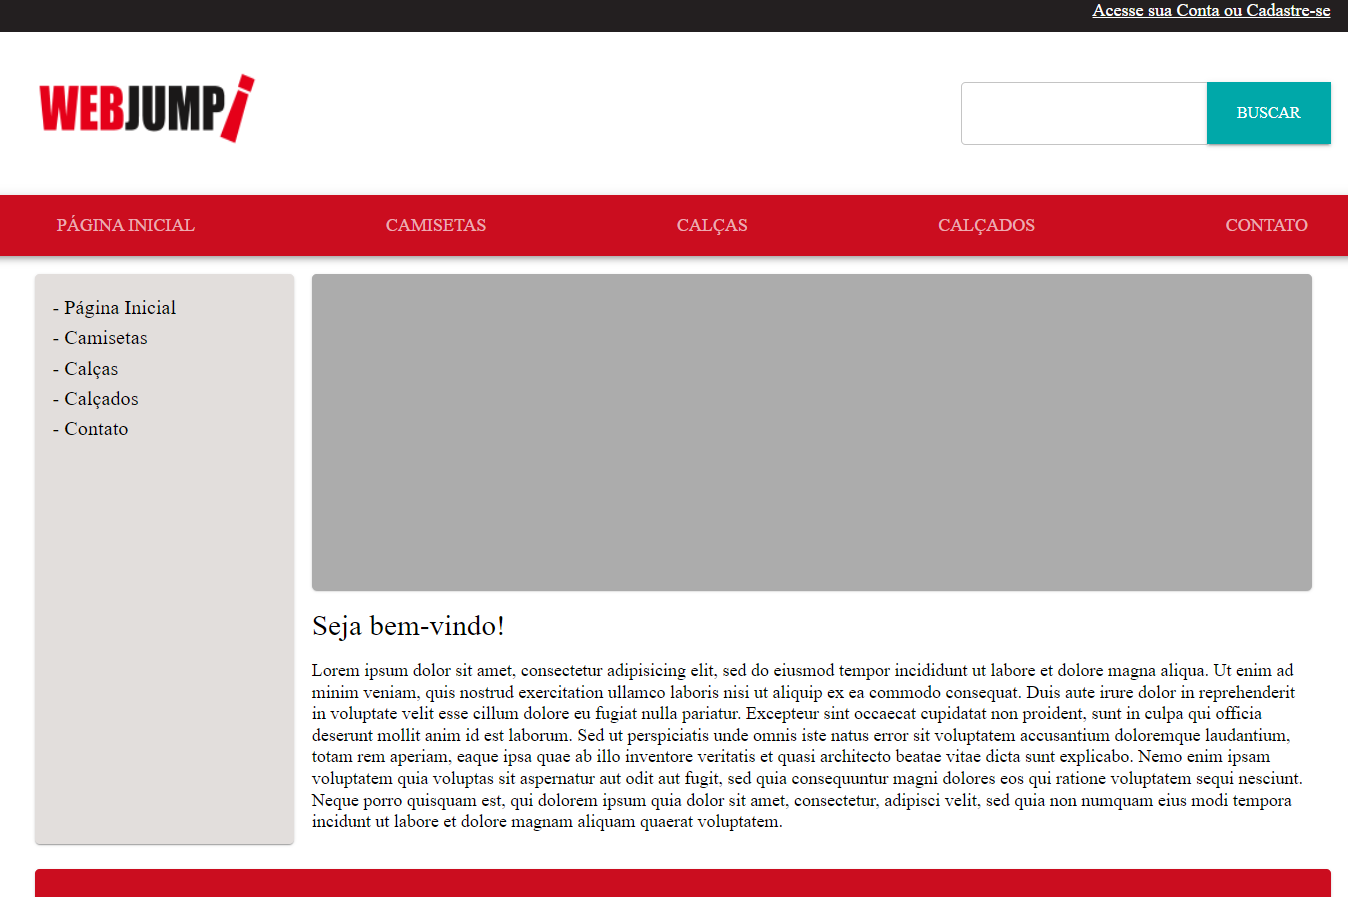 Acesse sua Conta ou Cadastre-se
WEBJUMP
BUSCAR
PÁGINA INICIAL CAMISETAS CALÇAS CALÇADOS CONTATO
- Página Inicial
- Camisetas
- Calças
- Calçados
- Contato
Seja bem-vindo!
Lorem ipsum dolor sit amet, consectetur adipisicing elit, sed do eiusmod tempor incididunt ut labore et dolore magna aliqua. Ut enim ad
minim veniam, quis nostrud exercitation ullamco laboris nisi ut aliquip ex ea commodo consequat. Duis aute irure dolor in reprehenderit
in voluptate velit esse cillum dolore eu fugiat nulla pariatur. Excepteur sint occaecat cupidatat non proident, sunt in culpa qui officia
deserunt mollit anim id est laborum. Sed ut perspiciatis unde omnis iste natus error sit voluptatem accusantium doloremque laudantium,
totam rem aperiam, eaque ipsa quae ab illo inventore veritatis et quasi architecto beatae vitae dicta sunt explicabo. Nemo enim ipsam
voluptatem quia voluptas sit aspernatur aut odit aut fugit, sed quia consequuntur magni dolores eos qui ratione voluptatem sequi nesciunt.
Neque porro quisquam est, qui dolorem ipsum quia dolor sit amet, consectetur, adipisci velit, sed quia non numquam eius modi tempora
incidunt ut labore et dolore magnam aliquam quaerat voluptatem.